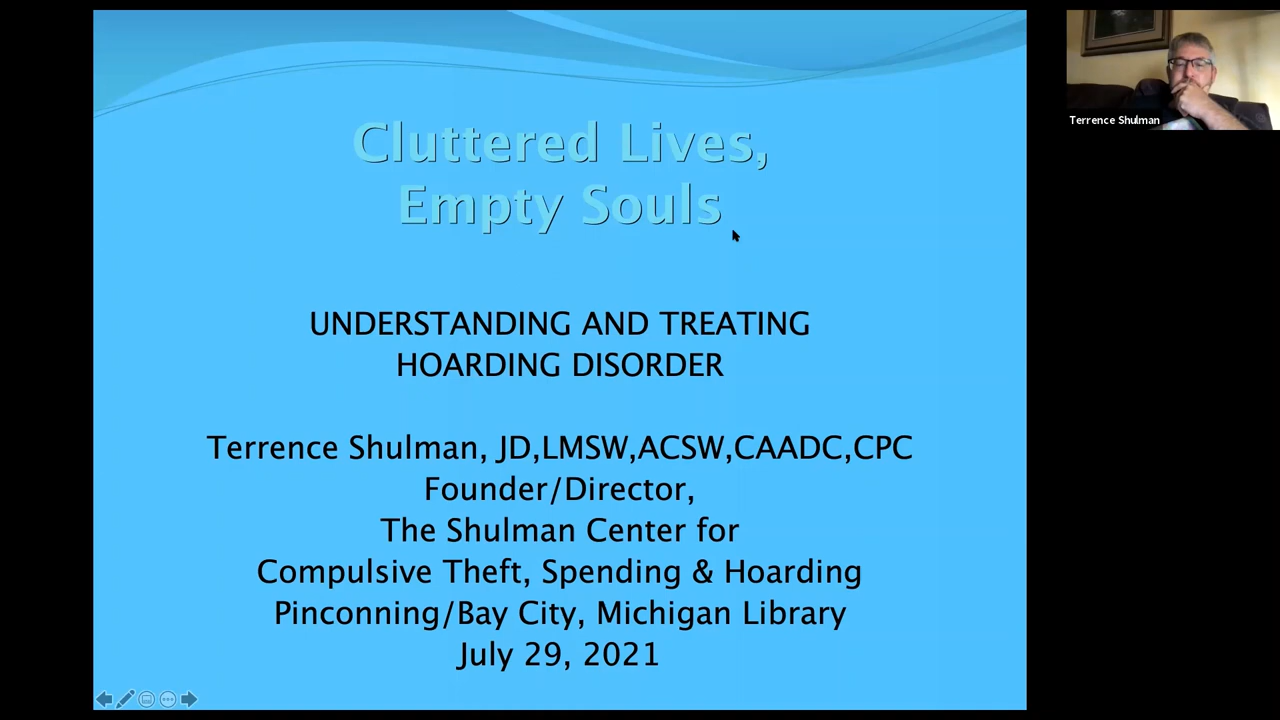 Cluttered Lives,
Empty Souls
UNDERSTANDING AND TREATING
HOARDING DISORDER
Terrence Shulman, JD,LMSW,ACSW,CAADC,CPC
Founder/Director,
The Shulman Center for
Compulsive Theft, Spending & Hoarding
Pinconning/Bay City, Michigan Library
July 29, 2021
Terrence Shulman